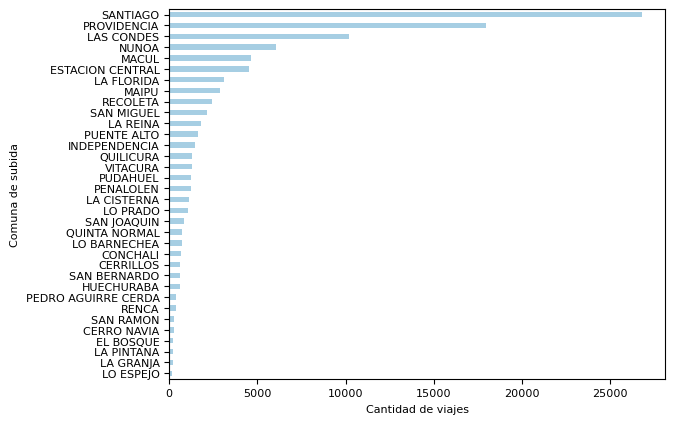 SANTIAGO
PROVIDENCIA
LAS CONDES
NUNOA
MACUL
ESTACION CENTRAL
LA FLORIDA
MAIPU
RECOLETA
SAN MIGUEL
LA REINA
PUENTE ALTO
INDEPENDENCIA
QUILICURA
VITACURA
PUDAHUEL
PENALOLEN
LA CISTERNA
LO PRADO
SAN JOAQUIN
QUINTA NORMAL
LO BARNECHEA
CONCHALI
CERRILLOS
SAN BERNARDO
HUECHURABA
PEDRO AGUIRRE CERDA
RENCA
SAN RAMON
CERRO NAVIA
EL BOSQUE
LA PINTANA
LA GRANJA
LO ESPEJO
Comuna de subida
0 5000 10000 15000 20000 25000
Cantidad de viajes